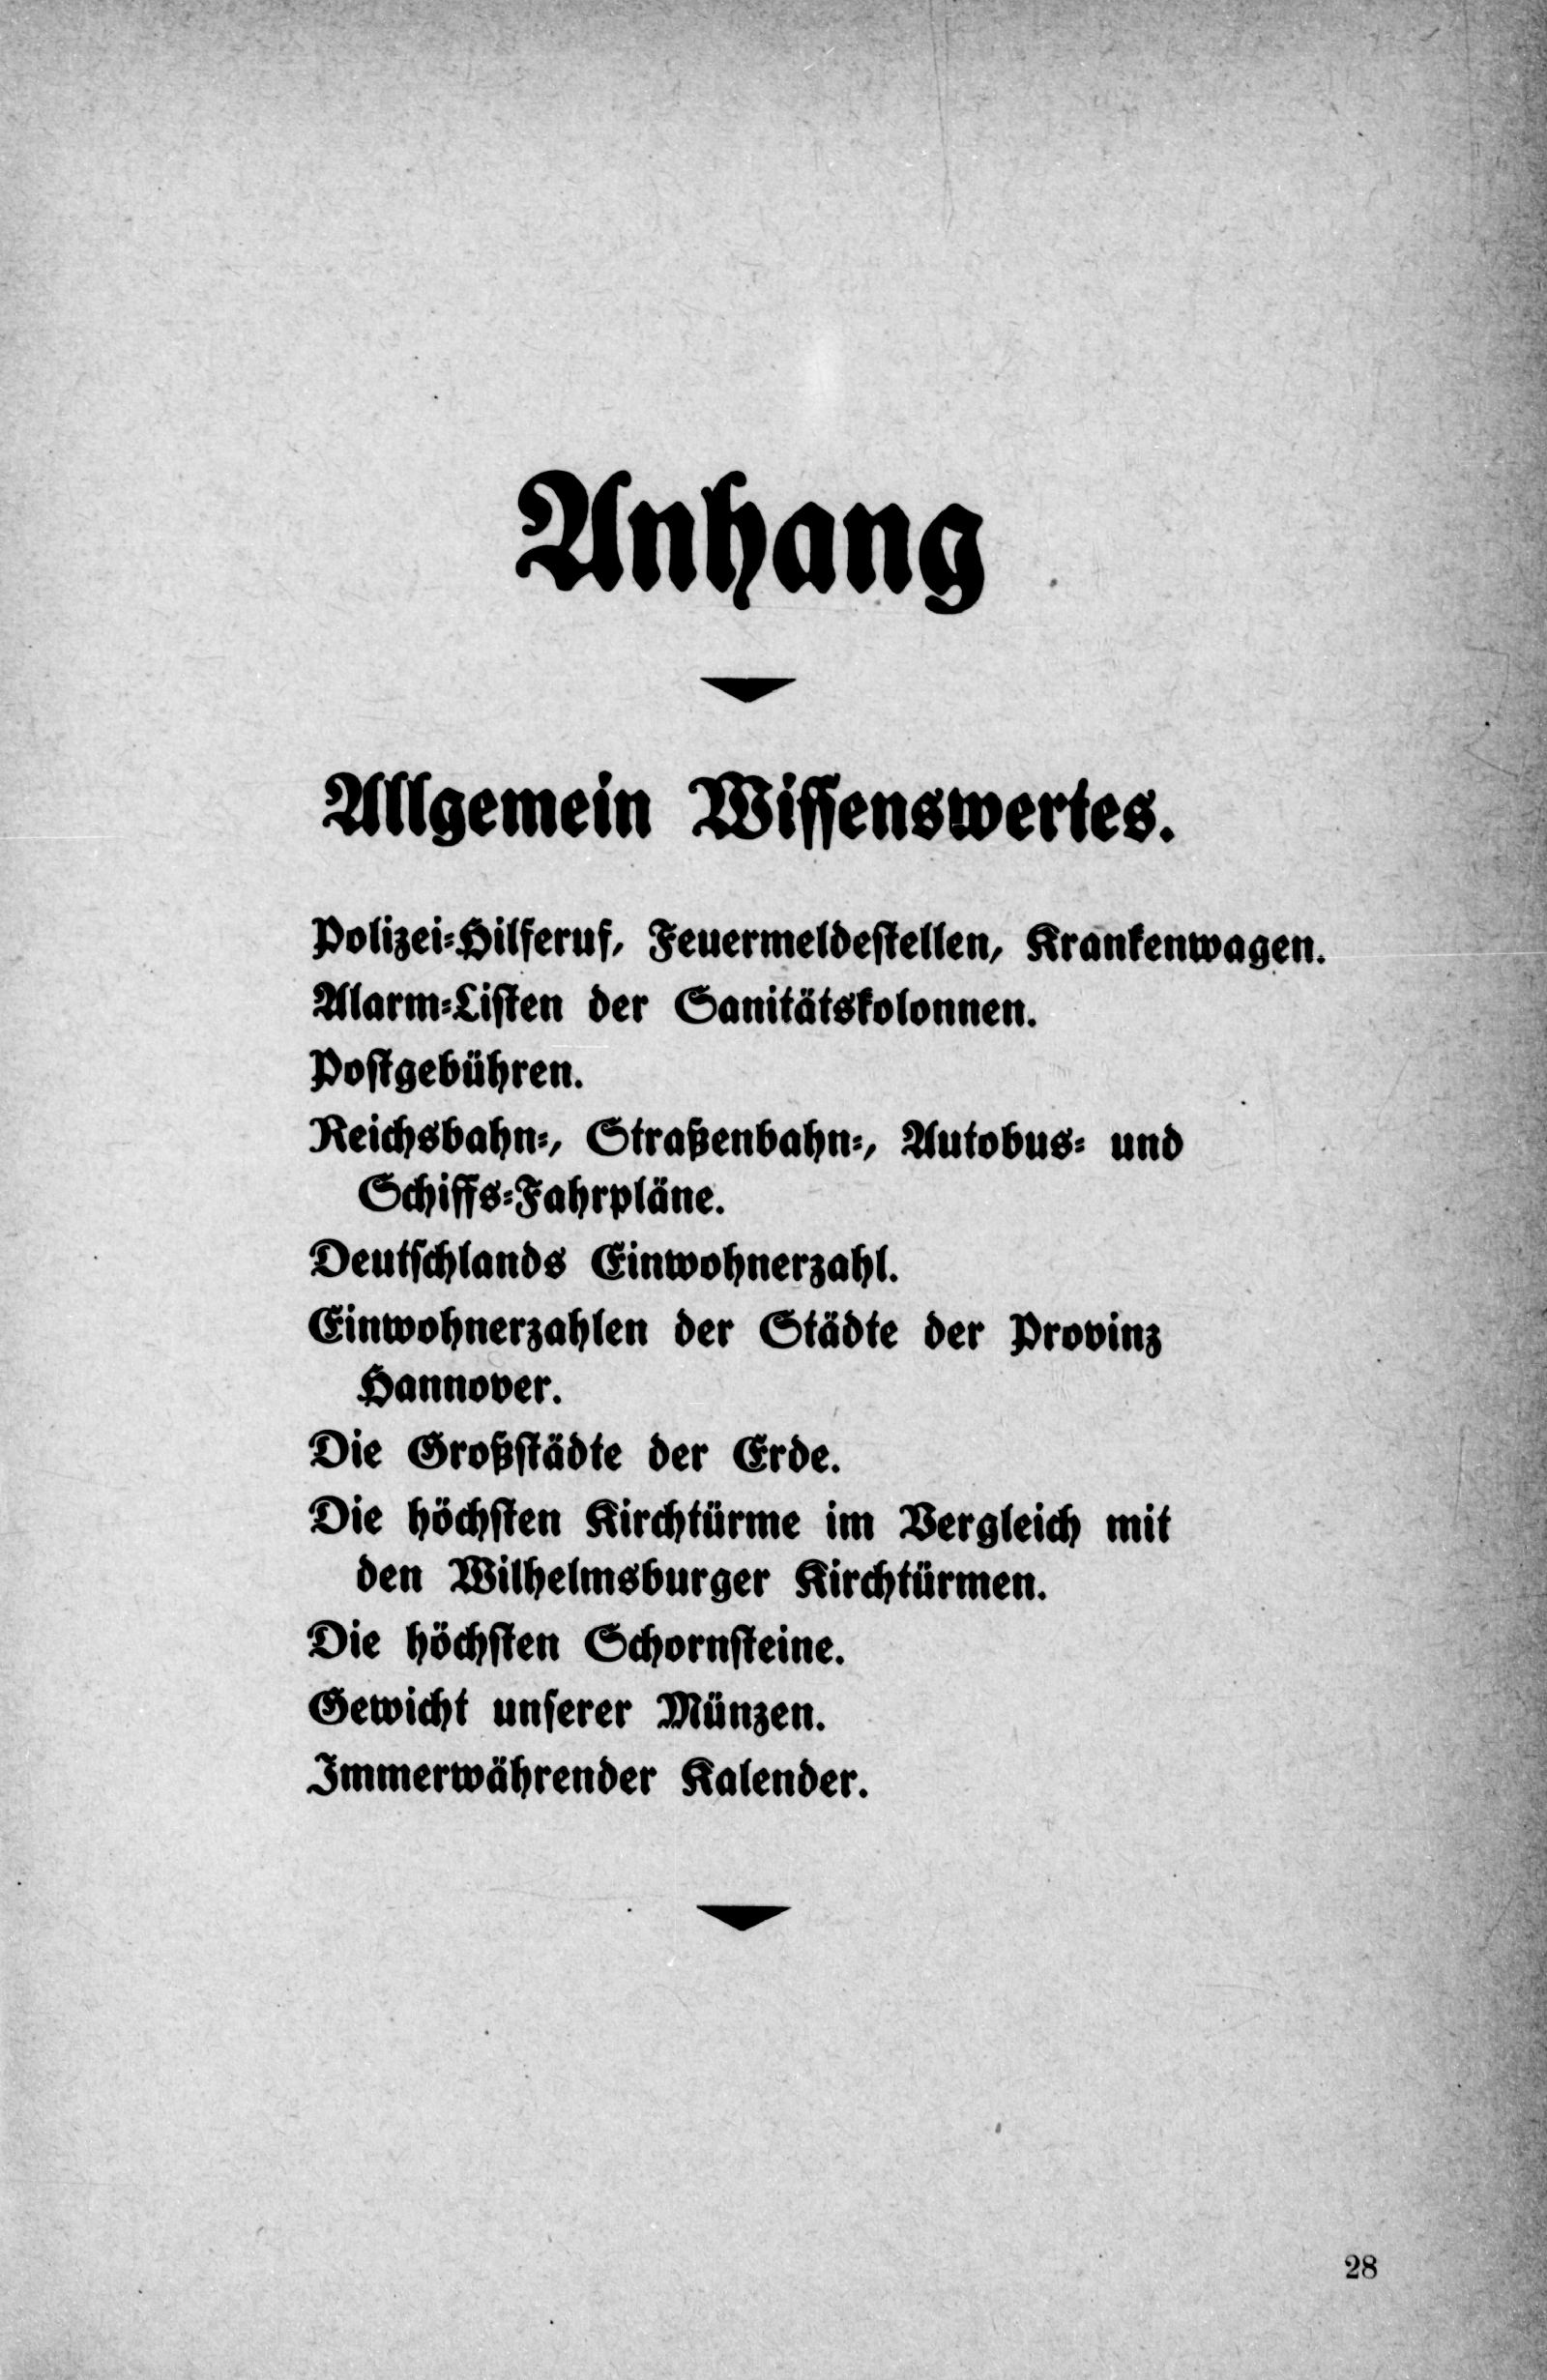 Anhang
Allgemein Wissenswertes.
Polizei-Hilferuf, Feuermeldestellen, Krankenwagen.
Alarm-Listen der Sanitätskolonnen.
Postgebühren.
Reichsbahn-, Straßenbahn-, Autobus- und
Schiffs-Fahrpläne.
Deutschlands Einwohnerzahl.
Einwohnerzahlen der Städte der Provinz
Hannover.
Die Großstädte der Erde.
Die höchsten Kirchtürme im Vergleich mit
den Wilhelmsburger Kirchtürmen.
Die höchsten Schornsteine.
Gewicht unserer Münzen.
Immerwährender Kalender.
28